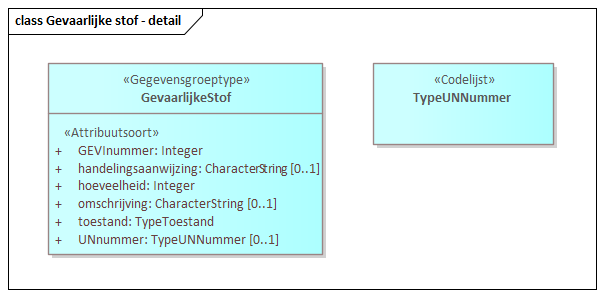 class Gevaarlijke stof - detail
«Gegevensgroeptype»
GevaarlijkeStof
«Attribuutsoort»
+ GEVInummer: Integer
+ handelingsaanwijzing: CharacterString [0..1]
+ hoeveelheid: Integer
+ omschrijving: CharacterString [0..1]
+ toestand: TypeToestand
+ UNnummer: TypeUNNummer [0..1]
«Codelijst»
TypeUNNummer